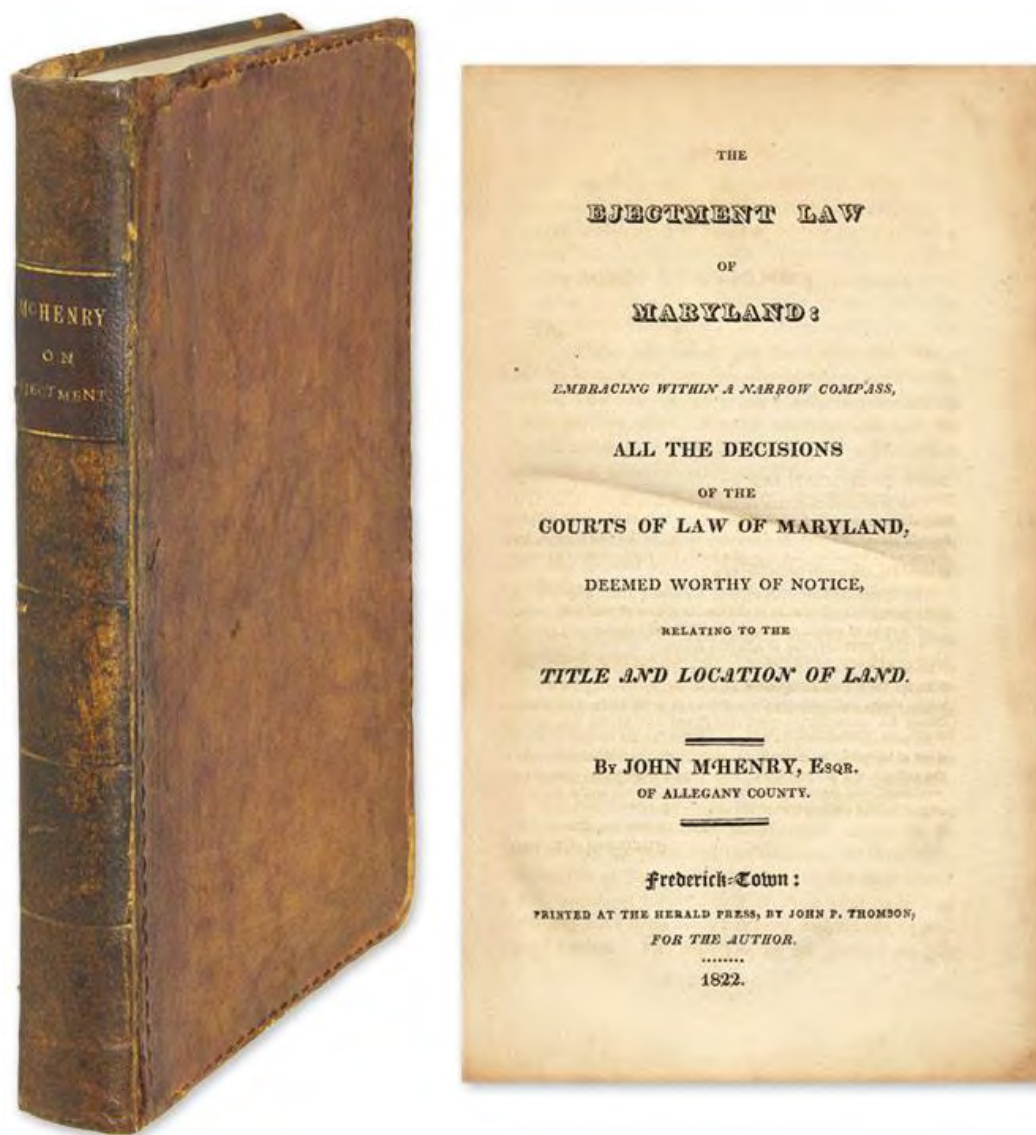 McHENRY
ON
EJECTMENT
THE
EJECTMENT LAW
OF
MARYLAND:
EMBRACING WITHIN A NARROW COMPASS,
ALL THE DECISIONS
OF THE
COURTS OF LAW OF MARYLAND,
DEEMED WORTHY OF NOTICE,
RELATING TO THE
TITLE AND LOCATION OF LAND.
BY JOHN M'HENRY, ESQR.
OF ALLEGANY COUNTY.
Frederick-Town:
PRINTED AT THE HERALD PRESS, BY JOHN P. THOMSON,
FOR THE AUTHOR.
........
1822.